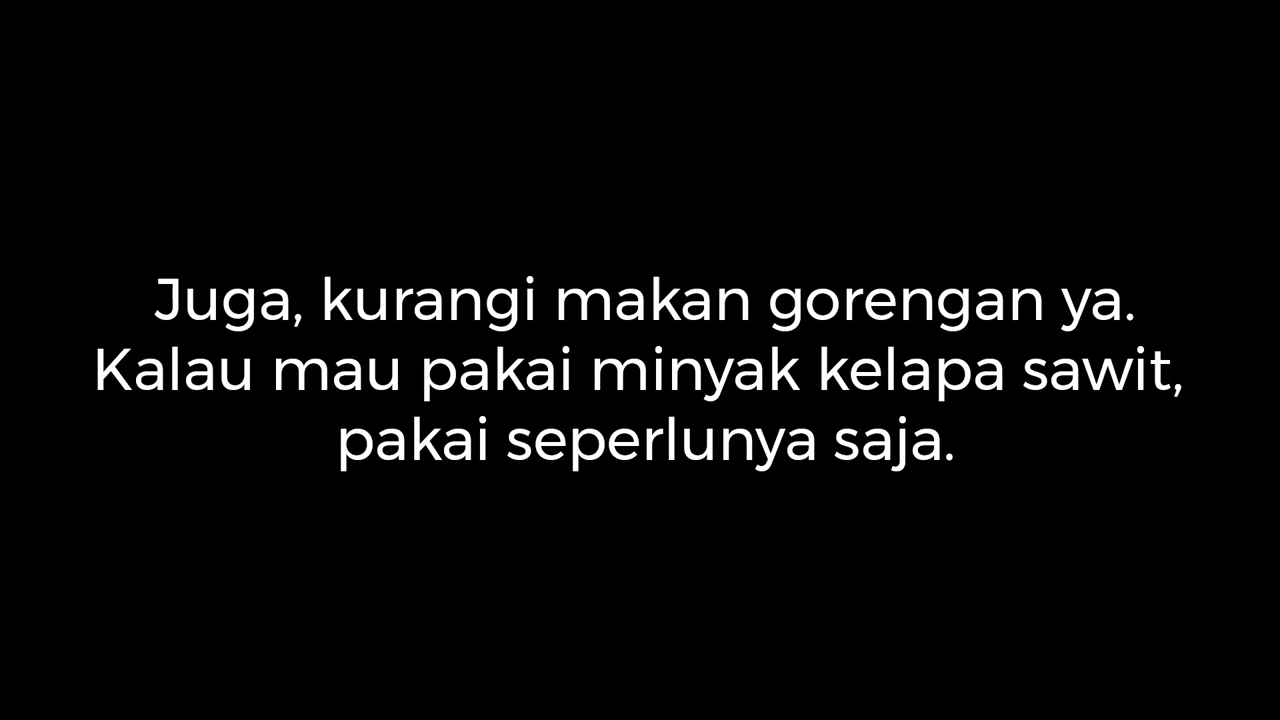 Juga, kurangi makan gorengan ya.
Kalau mau pakai minyak kelapa sawit,
pakai seperlunya saja.